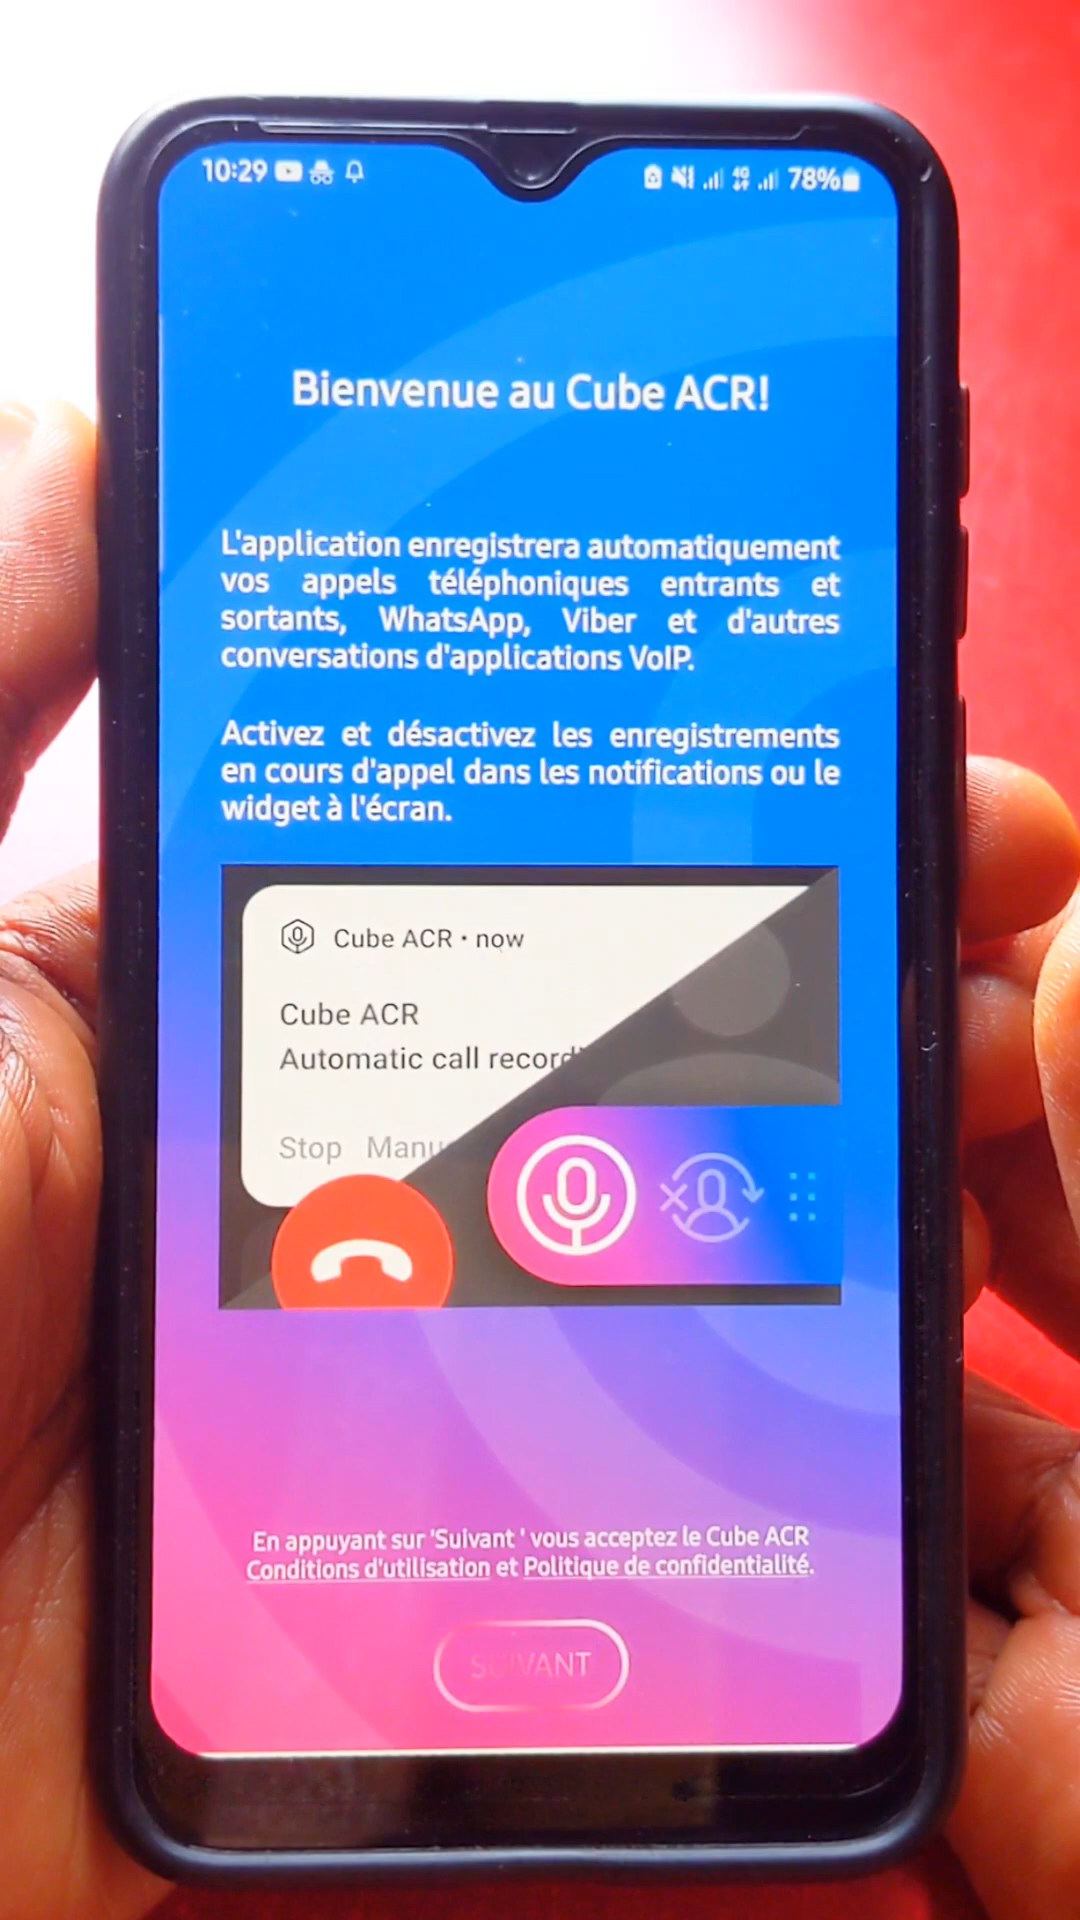 10:29 78%
Bienvenue au Cube ACR!
L'application enregistrera automatiquement
vos appels téléphoniques entrants et
sortants, WhatsApp, Viber et d'autres
conversations d'applications VoIP.
Activez et désactivez les enregistrements
en cours d'appel dans les notifications ou le
widget à l'écran.
Cube ACR • now
Cube ACR
Automatic call recordi
Stop Manu
En appuyant sur 'Suivant ' vous acceptez le Cube ACR
Conditions d'utilisation et Politique de confidentialité.
SUIVANT